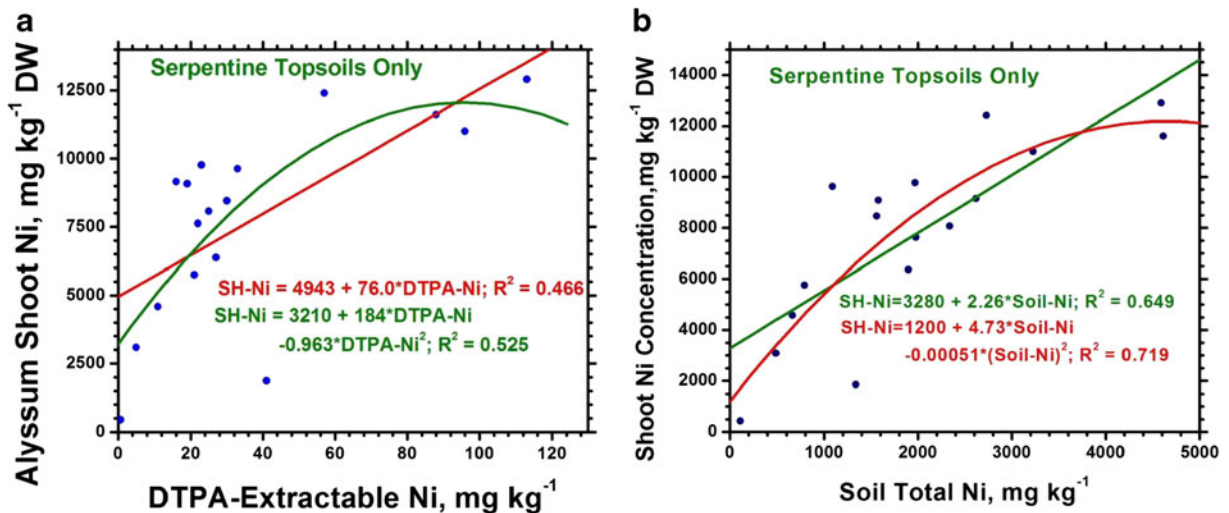 a
Serpentine Topsoils Only
12500
10000
7500
5000
2500
0
Alyssum Shoot Ni, mg kg⁻¹ DW
SH-Ni = 4943 + 76.0*DTPA-Ni; R² = 0.466
SH-Ni = 3210 + 184*DTPA-Ni
-0.963*DTPA-Ni²; R² = 0.525
0 20 40 60 80 100 120
DTPA-Extractable Ni, mg kg⁻¹
b
Serpentine Topsoils Only
14000
12000
10000
8000
6000
4000
2000
0
Shoot Ni Concentration,mg kg⁻¹ DW
SH-Ni=3280 + 2.26*Soil-Ni; R² = 0.649
SH-Ni=1200 + 4.73*Soil-Ni
-0.00051*(Soil-Ni)²; R² = 0.719
0 1000 2000 3000 4000 5000
Soil Total Ni, mg kg⁻¹